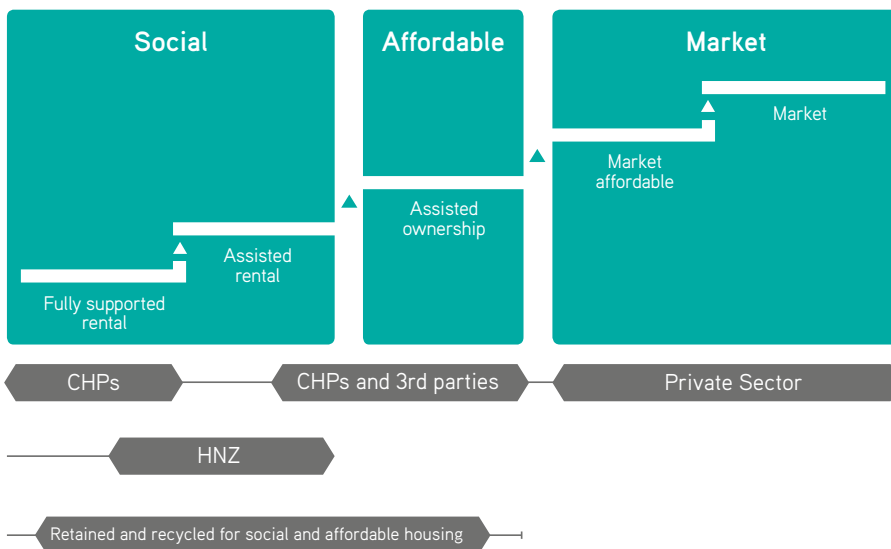 Social
Affordable
Market
Fully supported
rental
Assisted
rental
Assisted
ownership
Market
affordable
Market
CHPs
CHPs and 3rd parties
Private Sector
HNZ
Retained and recycled for social and affordable housing